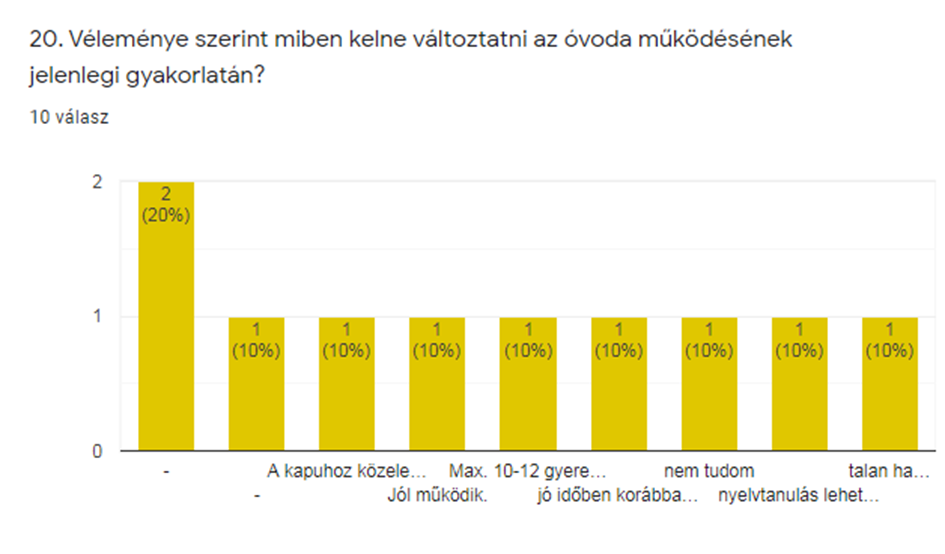 20. Véleménye szerint miben kelne változtatni az óvoda működésének
jelenlegi gyakorlatán?
10 válasz
2
1
0
2
(20%)
1
(10%)
1
(10%)
1
(10%)
1
(10%)
1
(10%)
1
(10%)
1
(10%)
1
(10%)
-
-
A kapuhoz közele...
Jól működik.
Max. 10-12 gyere...
jó időben korábba...
nem tudom
nyelvtanulás lehet...
talan ha...